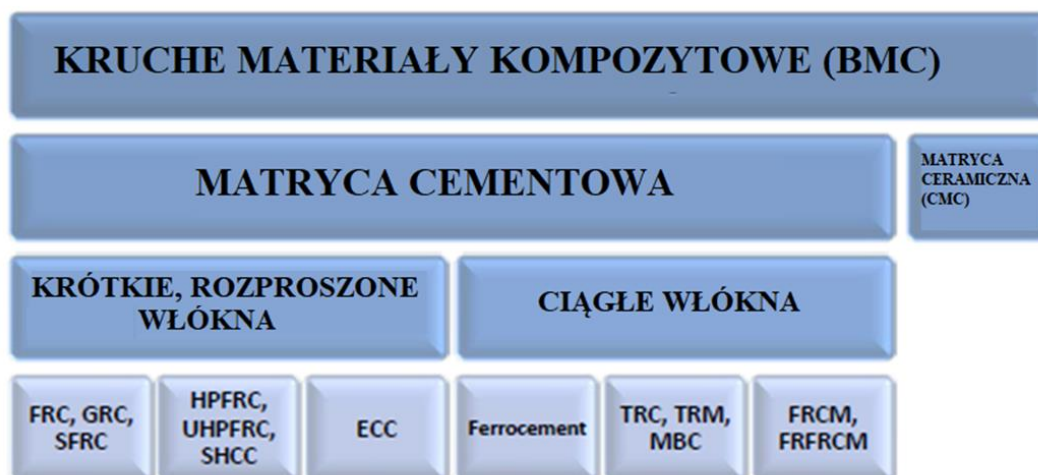 KRUCHE MATERIAŁY KOMPOZYTOWE (BMC)
MATRYCA CEMENTOWA
MATRYCA
CERAMICZNA
(CMC)
KRÓTKIE, ROZPROSZONE
WŁÓKNA
CIĄGŁE WŁÓKNA
FRC, GRC,
SFRC
HPFRC,
UHPFRC,
SHCC
ECC
Ferrocement
TRC, TRM,
MBC
FRCM,
FRFRCM